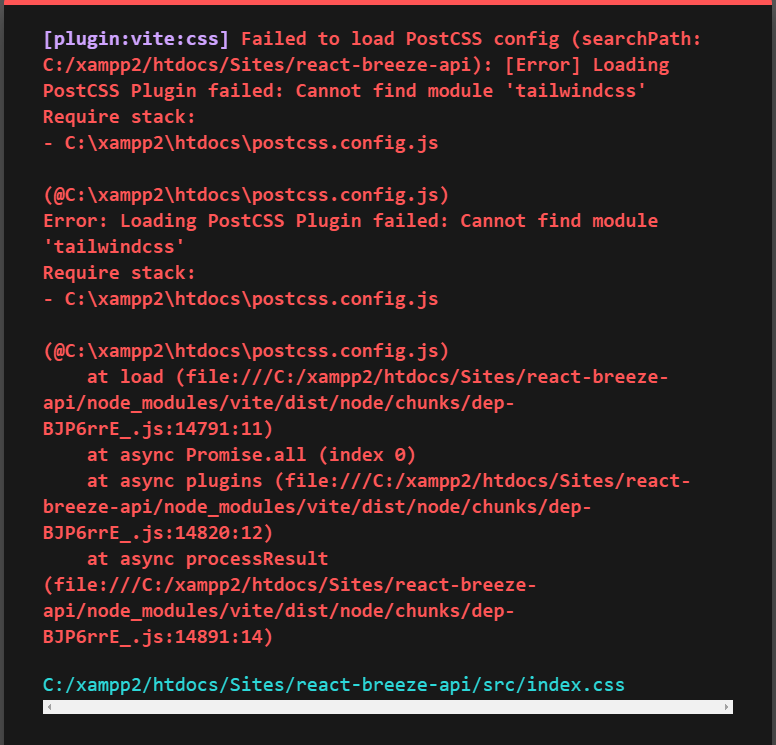 [plugin:vite:css] Failed to load PostCSS config (searchPath:
C:/xampp2/htdocs/Sites/react-breeze-api): [Error] Loading
PostCSS Plugin failed: Cannot find module 'tailwindcss'
Require stack:
- C:\xampp2\htdocs\postcss.config.js
(@C:\xampp2\htdocs\postcss.config.js)
Error: Loading PostCSS Plugin failed: Cannot find module
'tailwindcss'
Require stack:
- C:\xampp2\htdocs\postcss.config.js
(@C:\xampp2\htdocs\postcss.config.js)
at load (file:///C:/xampp2/htdocs/Sites/react-breeze-
api/node_modules/vite/dist/node/chunks/dep-
BJP6rrE_.js:14791:11)
at async Promise.all (index 0)
at async plugins (file:///C:/xampp2/htdocs/Sites/react-
breeze-api/node_modules/vite/dist/node/chunks/dep-
BJP6rrE_.js:14820:12)
at async processResult
(file:///C:/xampp2/htdocs/Sites/react-breeze-
api/node_modules/vite/dist/node/chunks/dep-
BJP6rrE_.js:14891:14)
C:/xampp2/htdocs/Sites/react-breeze-api/src/index.css